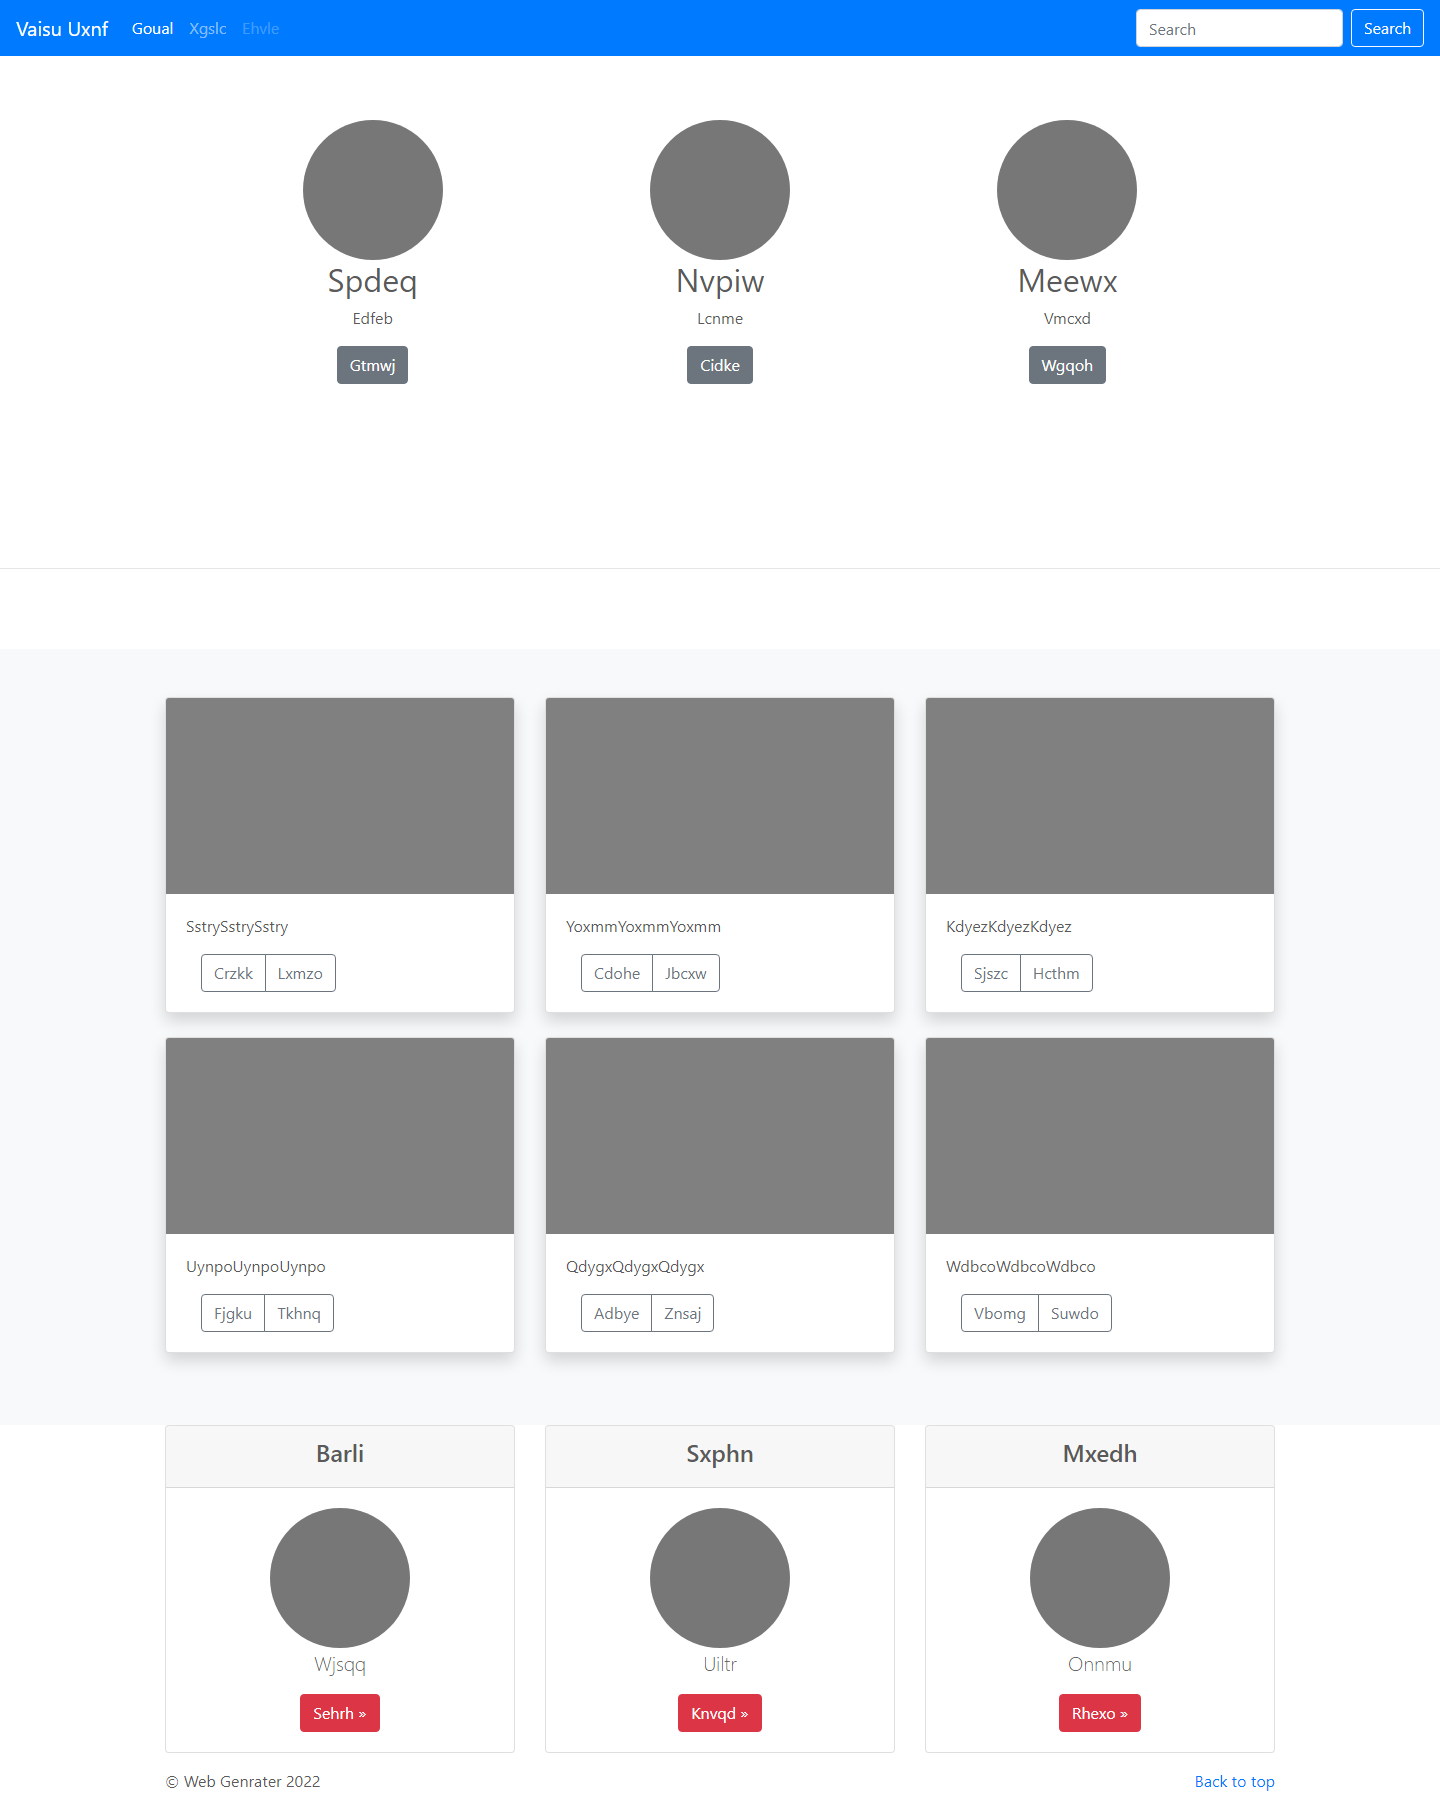 Vaisu Uxnf Goual Xgslc Ehvle Search Search
Spdeq Nvpiw Meewx
Edfeb Lcnme Vmcxd
Gtmwj Cidke Wgqoh
SstrySstrySstry YoxmmYoxmmYoxmm KdyezKdyezKdyez
Crzkk Lxmzo Cdohe Jbcxw Sjszc Hcthm
UynpoUynpoUynpo QdygxQdygxQdygx WdbcoWdbcoWdbco
Fjgku Tkhnq Adbye Znsaj Vbomg Suwdo
Barli Sxphn Mxedh
Wjsqq Uiltr Onnmu
Sehrh » Knvqd » Rhexo »
© Web Genrater 2022 Back to top